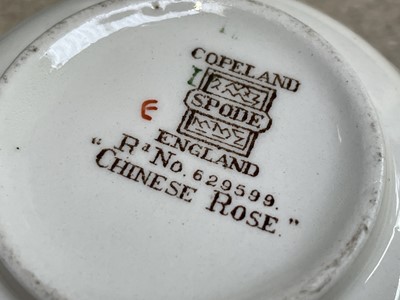 COPELAND
SPODE
ENGLAND
"Rd No. 629599.
CHINESE ROSE."